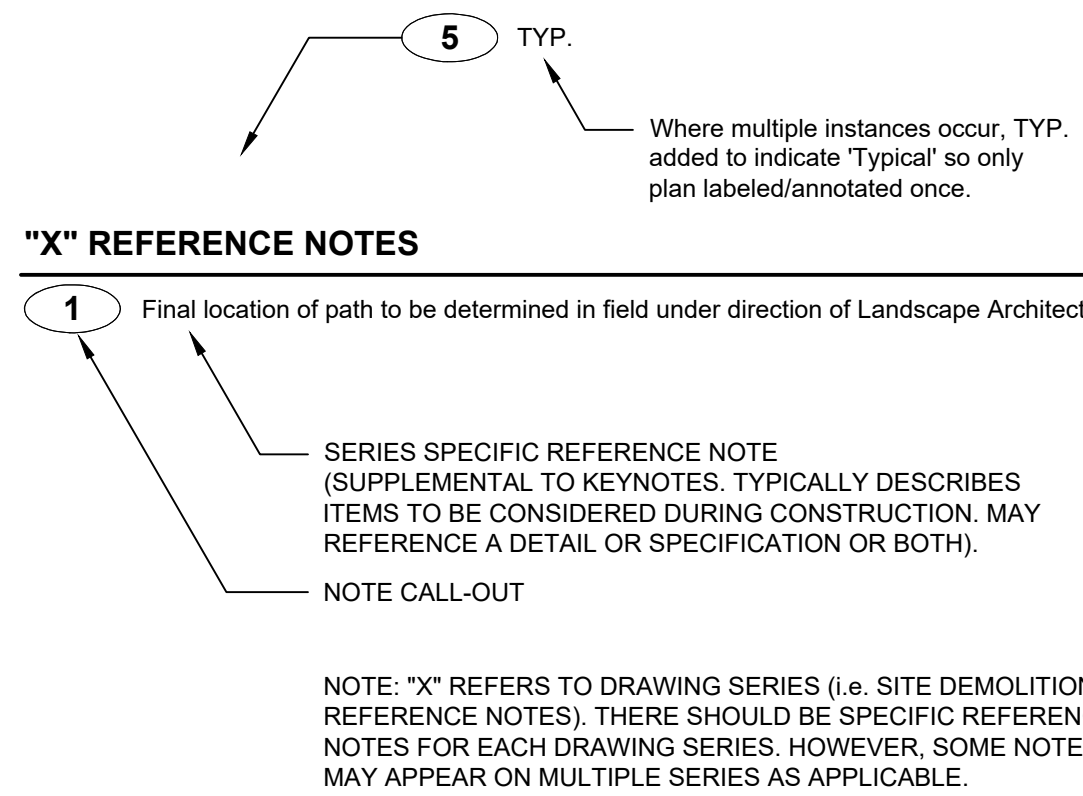 5 TYP.
Where multiple instances occur, TYP.
added to indicate 'Typical' so only
plan labeled/annotated once.
"X" REFERENCE NOTES
1 Final location of path to be determined in field under direction of Landscape Architect
SERIES SPECIFIC REFERENCE NOTE
(SUPPLEMENTAL TO KEYNOTES. TYPICALLY DESCRIBES
ITEMS TO BE CONSIDERED DURING CONSTRUCTION. MAY
REFERENCE A DETAIL OR SPECIFICATION OR BOTH).
NOTE CALL-OUT
NOTE: "X" REFERS TO DRAWING SERIES (i.e. SITE DEMOLITION
REFERENCE NOTES). THERE SHOULD BE SPECIFIC REFEREN
NOTES FOR EACH DRAWING SERIES. HOWEVER, SOME NOTE
MAY APPEAR ON MULTIPLE SERIES AS APPLICABLE.